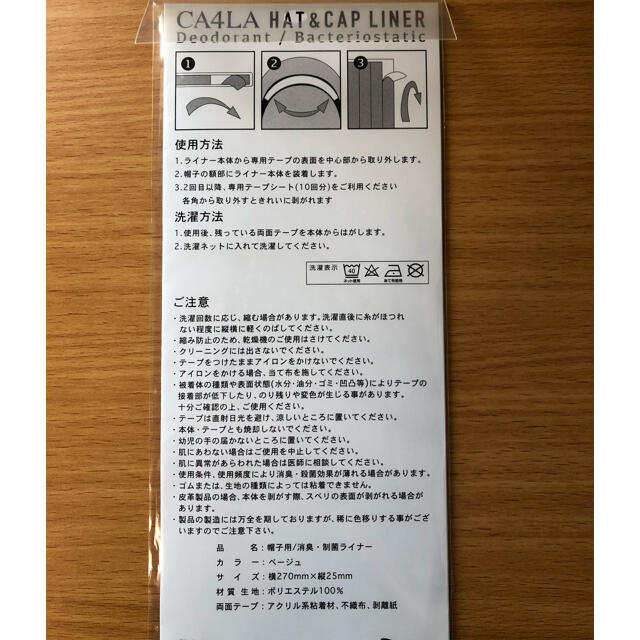 CA4LA HAT&CAP LINER
Deodorant / Bacteriostatic
1 2 3
使用方法
1.ライナー本体から専用テープの表面を中心部から取り外します。
2.帽子の額部にライナー本体を装着します。
3.2回目以降、専用テープシート(10回分)をご利用ください
各角から取り外すときれいに剥がれます
洗濯方法
1.使用後、残っている両面テープを本体からはがします。
2.洗濯ネットに入れて洗濯してください。
洗濯表示 40 ネット使用 あて布使用
ご注意
・洗濯回数に応じ、縮む場合があります。洗濯直後に糸がほつれ
ない程度に縦横に軽くのばしてください。
・縮み防止のため、乾燥機のご使用はさけてください。
・クリーニングには出さないでください。
・テープをつけたままアイロンをかけないでください。
・アイロンをかける場合、当て布を施してください。
・被着体の種類や表面状態(水分・油分・ゴミ・凹凸等)によりテープの
接着部が低下したり、のり残りや変色が生じる事があります。
十分ご確認の上、ご使用ください。
・テープは直射日光を避け、涼しいところに置いてください。
・本体・テープとも焼却しないでください。
・幼児の手の届かないところに置いてください。
・肌にあわない場合はご使用を中止してください。
・肌に異常があらわれた場合は医師に相談してください。
・使用条件、使用頻度により消臭・殺菌効果が薄れる場合があります。
・ゴムまたは、生地の種類によっては粘着できません。
・皮革製品の場合、本体を剥がす際、スベリの表面が剥がれる場合が
あります。
・製品の製造には万全を期しておりますが、稀に色移りする事がござ
いますのでご注意下さい。
品 名：帽子用/消臭・制菌ライナー
カ ラ ー：ベージュ
サ イ ズ：横270mm×縦25mm
材 質 生 地：ポリエステル100%
両面テープ：アクリル系粘着材、不織布、剥離紙